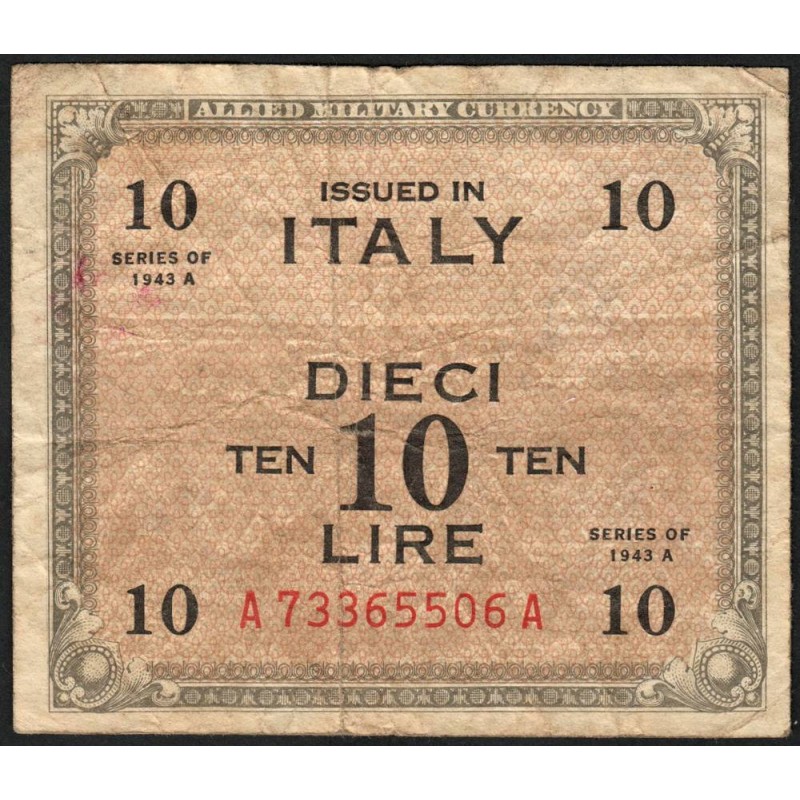 ALLIED MILITARY CURRENCY
10 ISSUED IN 10
ITALY
SERIES OF
1943 A
DIECI
TEN 10 TEN
LIRE
SERIES OF
1943 A
10 A73365506A 10